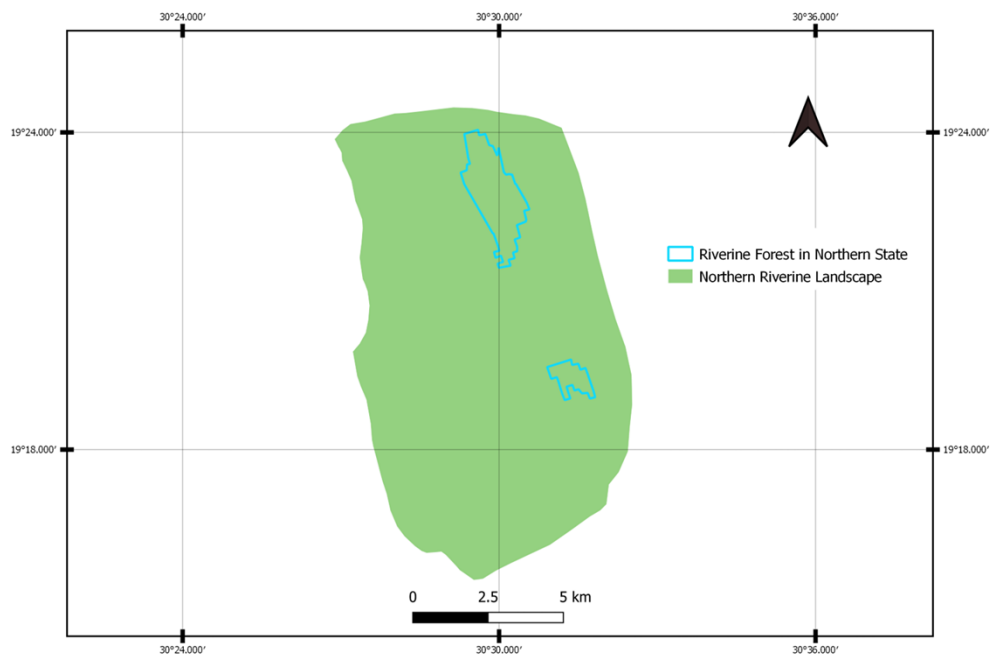 30°24.000′ 30°30.000′ 30°36.000′
19°24.000′ 19°24.000′
Riverine Forest in Northern State
Northern Riverine Landscape
19°18.000′ 19°18.000′
0 2.5 5 km
30°24.000′ 30°30.000′ 30°36.000′